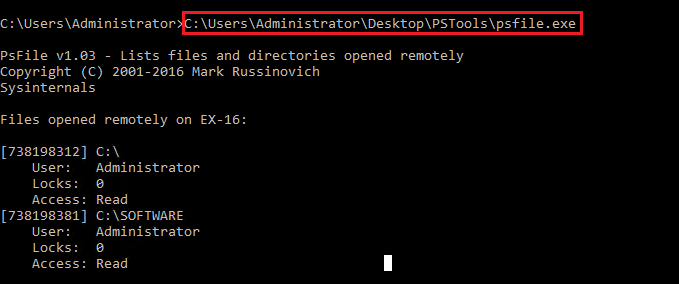 C:\Users\Administrator>C:\Users\Administrator\Desktop\PSTools\psfile.exe
PsFile v1.03 - Lists files and directories opened remotely
Copyright (C) 2001-2016 Mark Russinovich
Sysinternals
Files opened remotely on EX-16:
[738198312] C:\
User:   Administrator
Locks:  0
Access: Read
[738198381] C:\SOFTWARE
User:   Administrator
Locks:  0
Access: Read